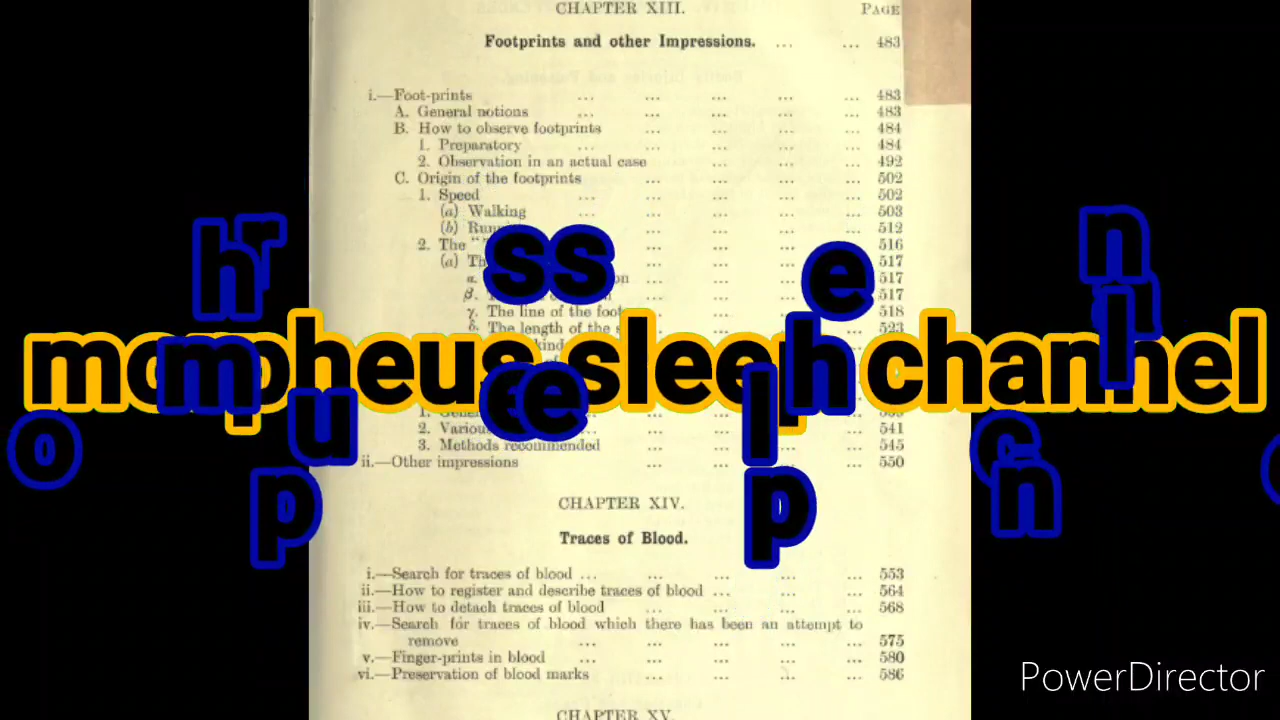 CHAPTER XIII. PAGE
Footprints and other Impressions. ... ... 483
i.—Foot-prints ... ... ... ... ... 483
A. General notions ... ... ... ... ... 483
B. How to observe footprints ... ... ... ... 484
1. Preparatory ... ... ... ... ... 484
2. Observation in an actual case ... ... ... ... 492
C. Origin of the footprints ... ... ... ... 502
1. Speed ... ... ... ... ... 502
(a) Walking ... ... ... ... ... 503
(b) ... ... ... ... 512
2. The ... ... ... 516
(a) ... ... ... 517
... ... ... 517
β. ... ... 517
γ. The line of the foot ... ... ... 518
δ. The length of the ... ... ... 523
kind
of
morpheus sleep channel
1.
2. ... ... ... 541
3. Methods recommended ... ... ... 545
ii.—Other impressions ... ... ... ... 550
CHAPTER XIV.
Traces of Blood.
i.—Search for traces of blood ... ... ... ... ... 553
ii.—How to register and describe traces of blood ... ... ... 564
iii.—How to detach traces of blood ... ... ... ... 568
iv.—Search for traces of blood which there has been an attempt to
remove ... ... ... ... ... 575
v.—Finger-prints in blood ... ... ... ... ... 580
vi.—Preservation of blood marks ... ... ... ... ... 586
CHAPTER XV.
PowerDirector